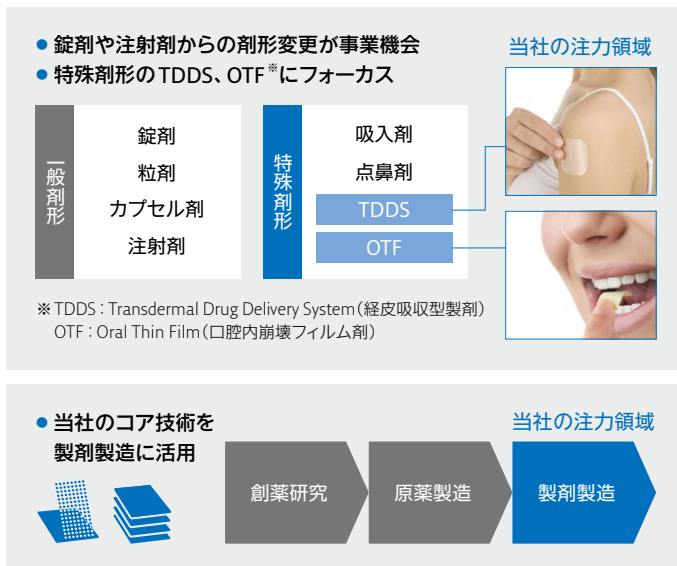 ● 錠剤や注射剤からの剤形変更が事業機会
● 特殊剤形のTDDS、OTF※にフォーカス
当社の注力領域
一般剤形
錠剤
粒剤
カプセル剤
注射剤
特殊剤形
吸入剤
点鼻剤
TDDS
OTF
※ TDDS：Transdermal Drug Delivery System（経皮吸収型製剤）
OTF：Oral Thin Film（口腔内崩壊フィルム剤）
● 当社のコア技術を
製剤製造に活用
当社の注力領域
創薬研究
原薬製造
製剤製造